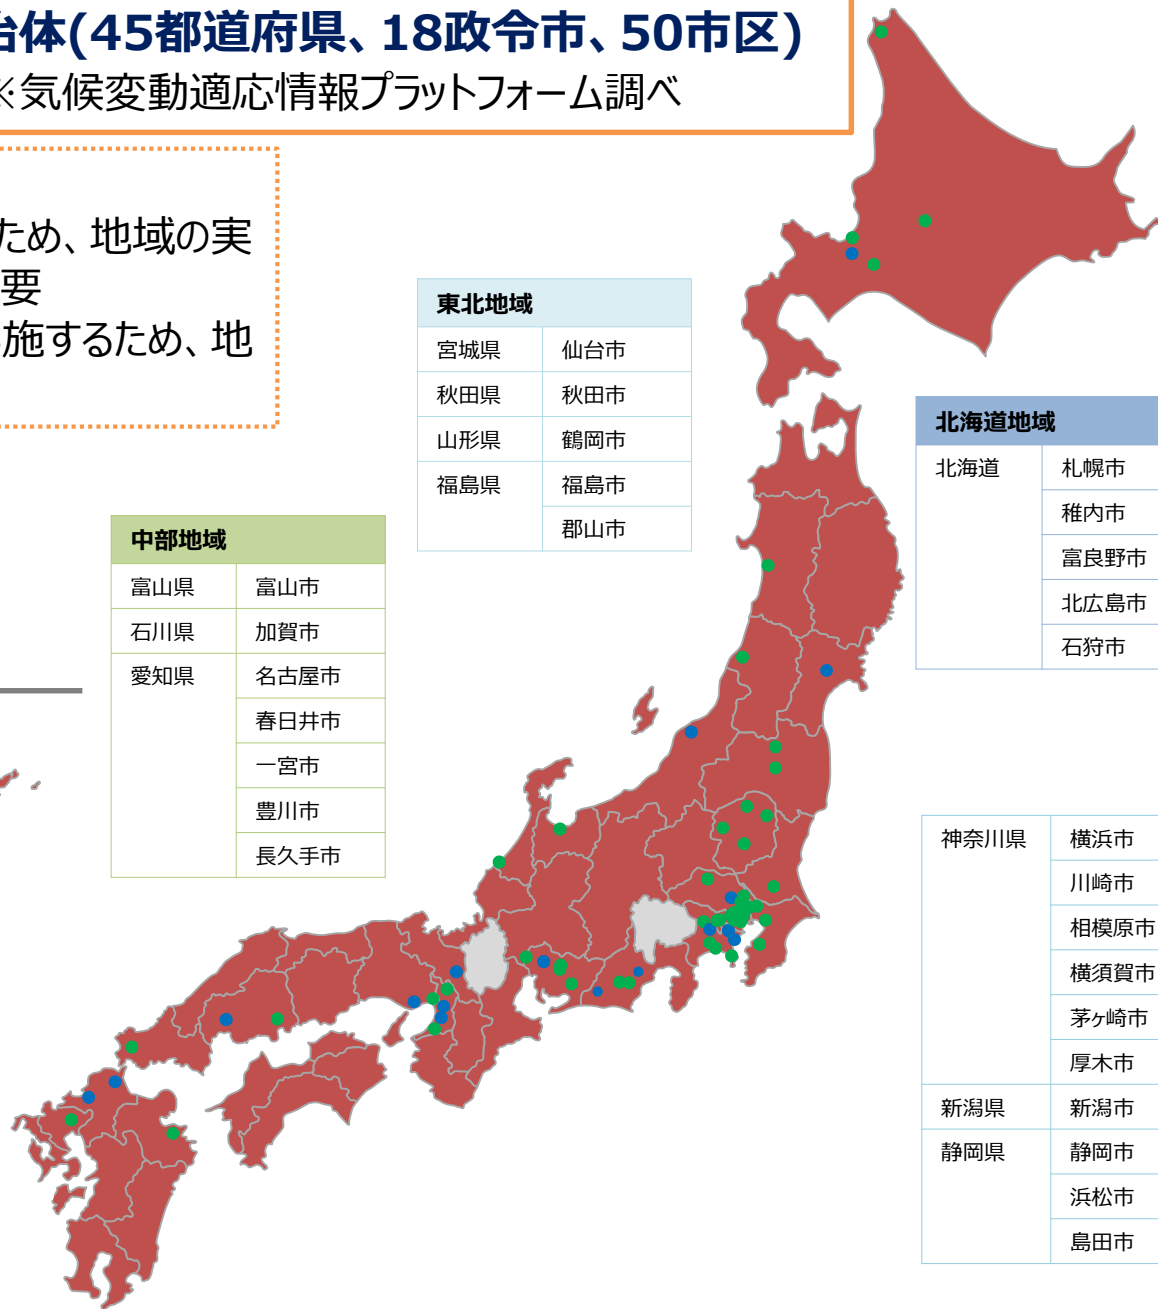 治体(45都道府県、18政令市、50市区)
※気候変動適応情報プラットフォーム調べ
ため、地域の実
要
施するため、地
東北地域
宮城県 仙台市
秋田県 秋田市
山形県 鶴岡市
福島県 福島市
郡山市
北海道地域
北海道 札幌市
稚内市
富良野市
北広島市
石狩市
中部地域
富山県 富山市
石川県 加賀市
愛知県 名古屋市
春日井市
一宮市
豊川市
長久手市
神奈川県 横浜市
川崎市
相模原市
横須賀市
茅ヶ崎市
厚木市
新潟県 新潟市
静岡県 静岡市
浜松市
島田市